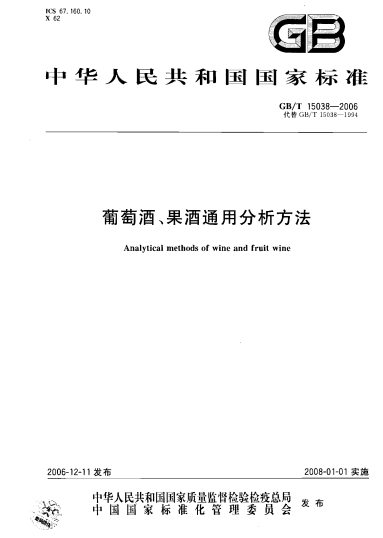 ICS 67.160.10
X 62
GB
中华人民共和国国家标准
GB/T 15038—2006
代替 GB/T 15038—1994
葡萄酒、果酒通用分析方法
Analytical methods of wine and fruit wine
2006-12-11 发布
2008-01-01 实施
中华人民共和国国家质量监督检验检疫总局
中国国家标准化管理委员会
发布